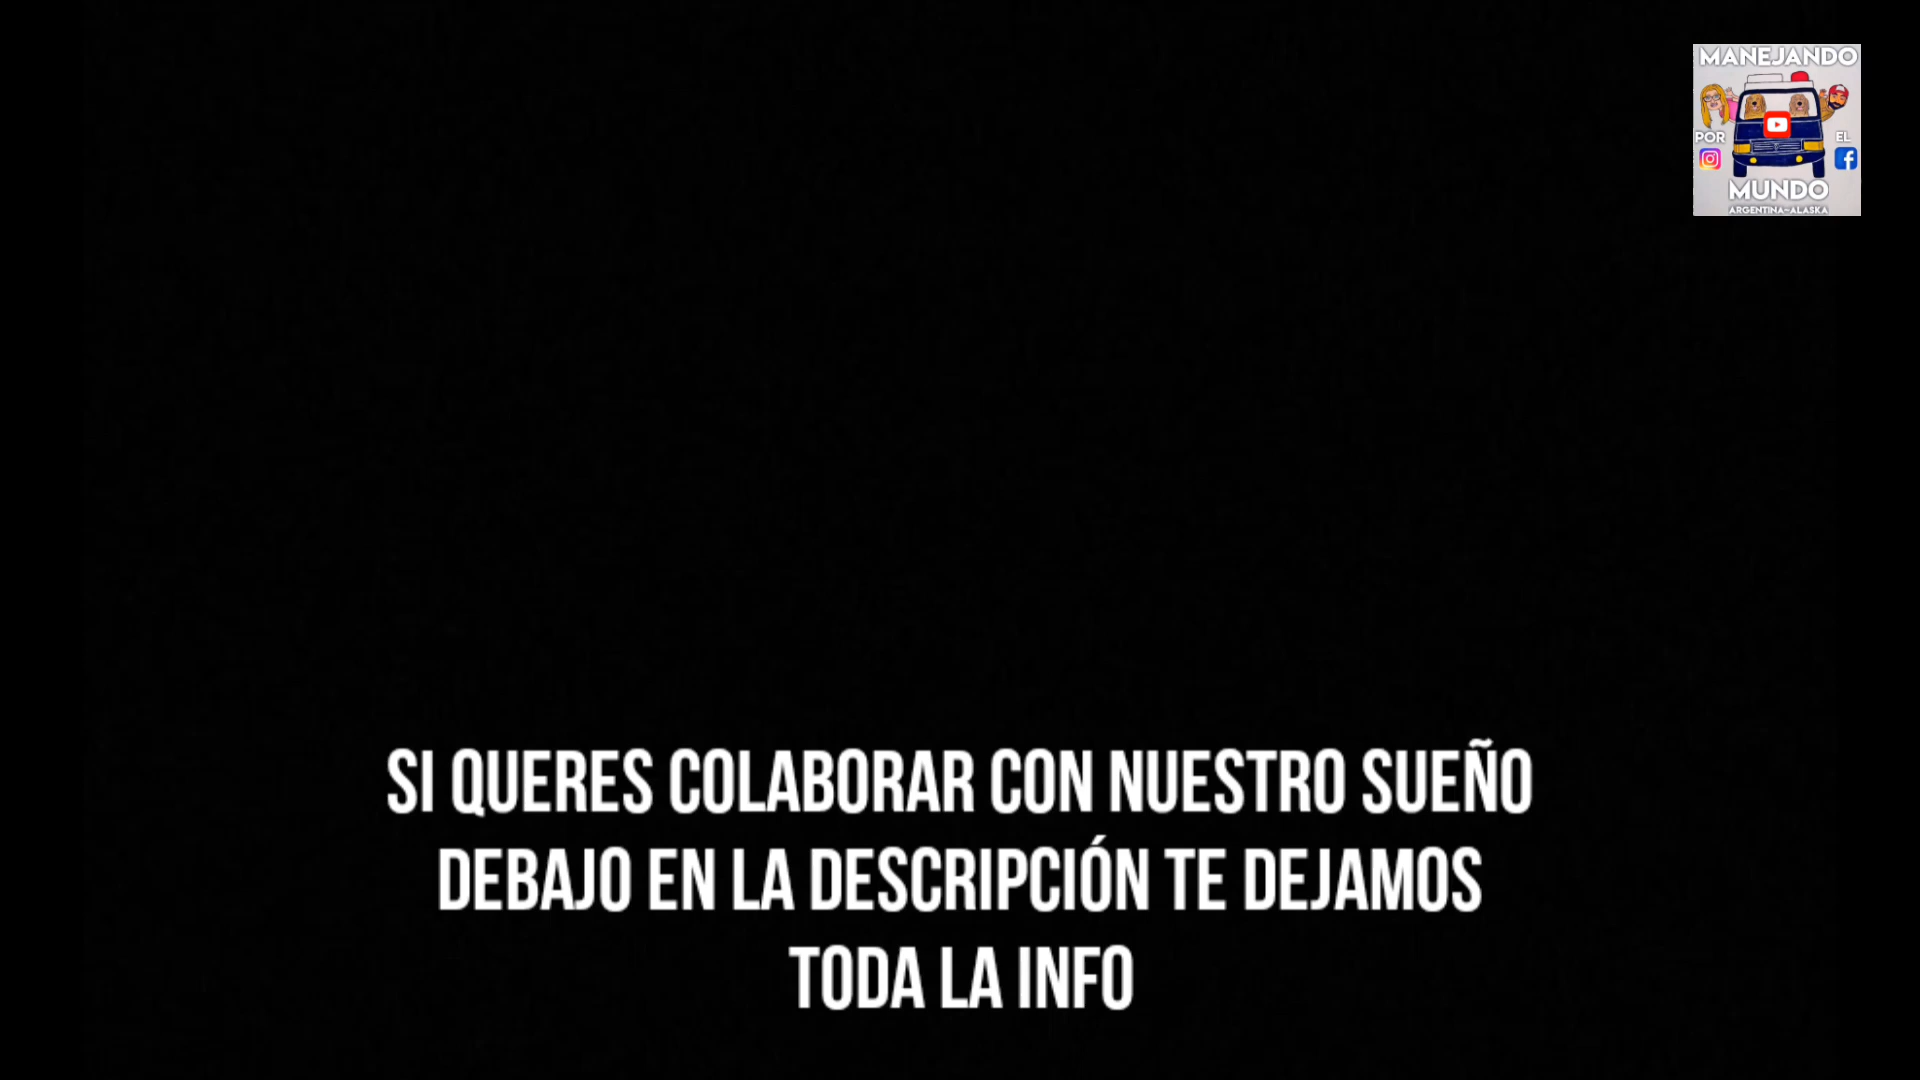 MANEJANDO
POR EL
MUNDO
ARGENTINA-ALASKA
SI QUERES COLABORAR CON NUESTRO SUEÑO
DEBAJO EN LA DESCRIPCIÓN TE DEJAMOS
TODA LA INFO